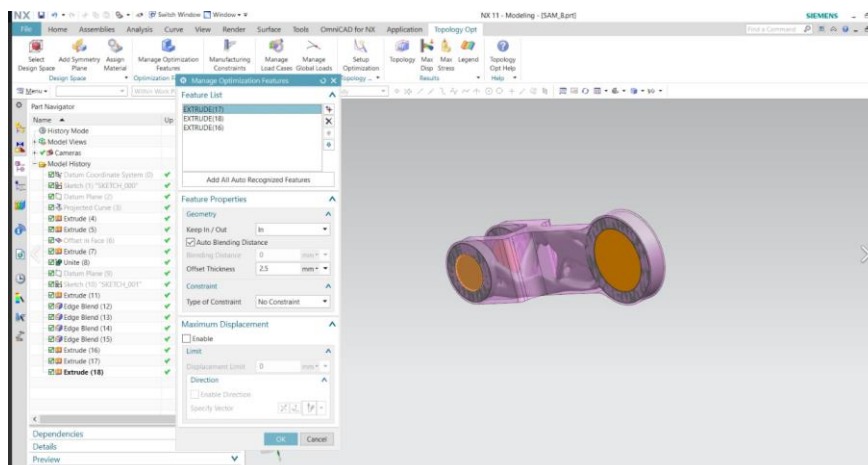 NX
Switch Window
Window
NX 11 - Modeling - [SAM_8.prt]
SIEMENS
File Home Assemblies Analysis Curve View Render Surface Tools OmniCAD for NX Application Topology Opt
Find a Command
Select Design Space
Add Symmetry Plane
Assign Material
Manage Optimization Features
Manufacturing Constraints
Manage Load Cases
Manage Global Loads
Setup Optimization
Topology
Max Disp
Max Stress
Legend
Topology Opt Help
Design Space
Results
Help
Menu
Part Navigator
Name
Up
History Mode
Model Views
Cameras
Model History
Datum Coordinate System (0)
Sketch (1) "SKETCH_000"
Datum Plane (2)
Projected Curve (3)
Extrude (4)
Extrude (5)
Offset in Face (6)
Extrude (7)
Unite (8)
Datum Plane (9)
Sketch (10) "SKETCH_001"
Extrude (11)
Edge Blend (12)
Edge Blend (13)
Edge Blend (14)
Edge Blend (15)
Extrude (16)
Extrude (17)
Extrude (18)
Dependencies
Details
Preview
Manage Optimization Features
Feature List
EXTRUDE(17)
EXTRUDE(18)
EXTRUDE(16)
Add All Auto Recognized Features
Feature Properties
Geometry
Keep In / Out In
Auto Blending Distance
Blending Distance 0 mm
Offset Thickness 2.5 mm
Constraint
Type of Constraint No Constraint
Maximum Displacement
Enable
Limit
Displacement Limit 0 mm
Direction
Enable Direction
Specify Vector
OK Cancel